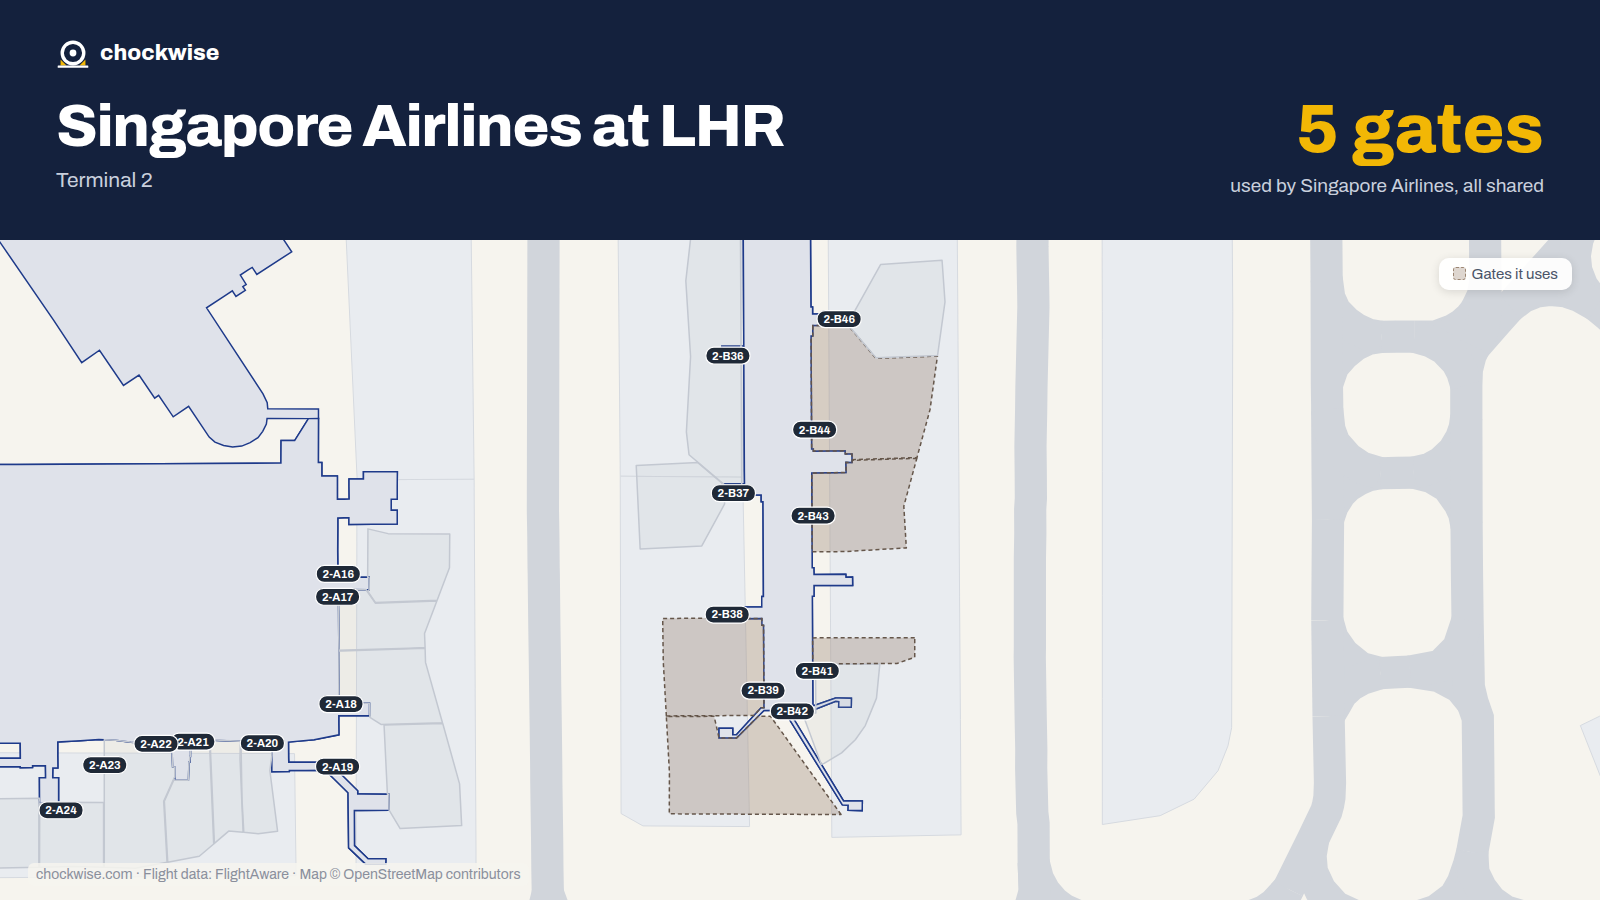 chockwise
Singapore Airlines at LHR
Terminal 2
5 gates
used by Singapore Airlines, all shared
Gates it uses
2-B46
2-B36
2-B44
2-B37
2-B43
2-A16
2-A17
2-B38
2-B41
2-B39
2-A18
2-B42
2-A22
2-A21
2-A20
2-A23
2-A19
2-A24
chockwise.com · Flight data: FlightAware · Map © OpenStreetMap contributors